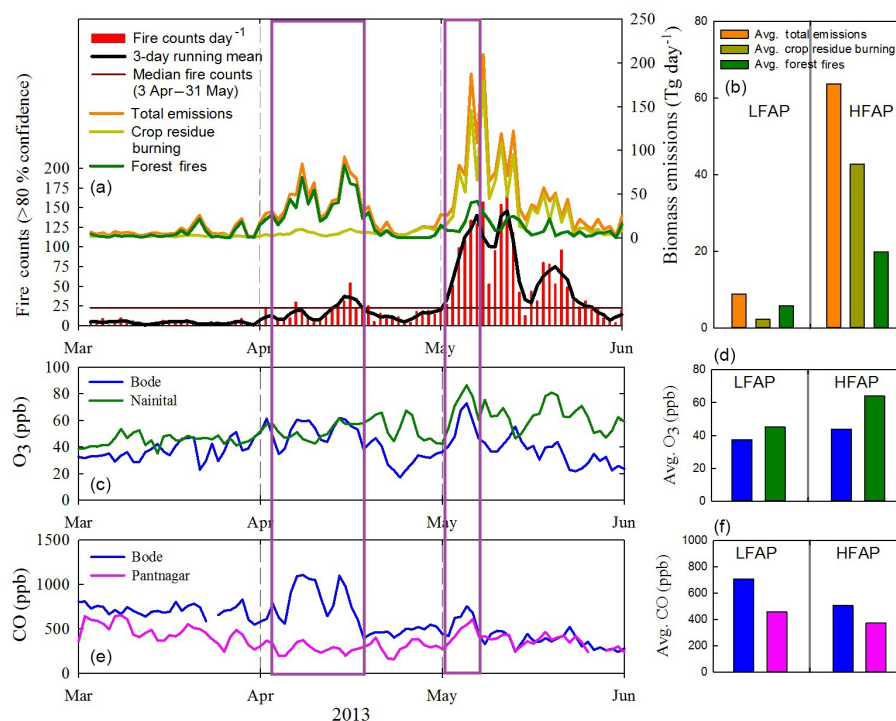 Fire counts day-1
3-day running mean
Median fire counts
(3 Apr–31 May)
Total emissions
Crop residue
burning
Forest fires
(a)
Fire counts (>80 % confidence)
200
175
150
125
100
75
50
25
0
250
200
150
100
50
0
Biomass emissions (Tg day-1)
Mar
Apr
May
Jun
80
60
40
20
0
Avg. total emissions
Avg. crop residue burning
Avg. forest fires
(b)
LFAP
HFAP
O3 (ppb)
100
80
60
40
20
0
Bode
Nainital
(c)
Mar
Apr
May
Jun
(d)
Avg. O3 (ppb)
80
60
40
20
0
LFAP
HFAP
CO (ppb)
1500
1000
500
0
Bode
Pantnagar
(e)
Mar
Apr
May
Jun
2013
(f)
Avg. CO (ppb)
1000
800
600
400
200
0
LFAP
HFAP